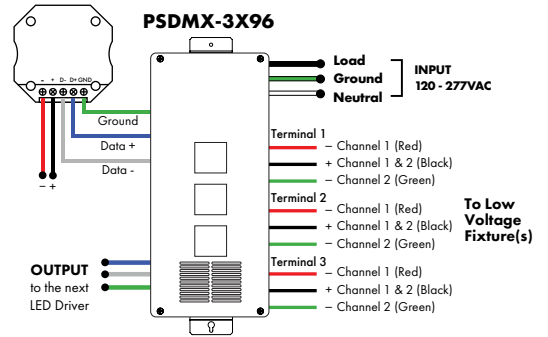 PSDMX-3X96
- + D- D+ GND
Load
Ground
Neutral
INPUT
120 - 277VAC
Ground
Data +
Data -
– +
Terminal 1
– Channel 1 (Red)
+ Channel 1 & 2 (Black)
– Channel 2 (Green)
Terminal 2
– Channel 1 (Red)
+ Channel 1 & 2 (Black)
– Channel 2 (Green)
Terminal 3
– Channel 1 (Red)
+ Channel 1 & 2 (Black)
– Channel 2 (Green)
To Low
Voltage
Fixture(s)
OUTPUT
to the next
LED Driver